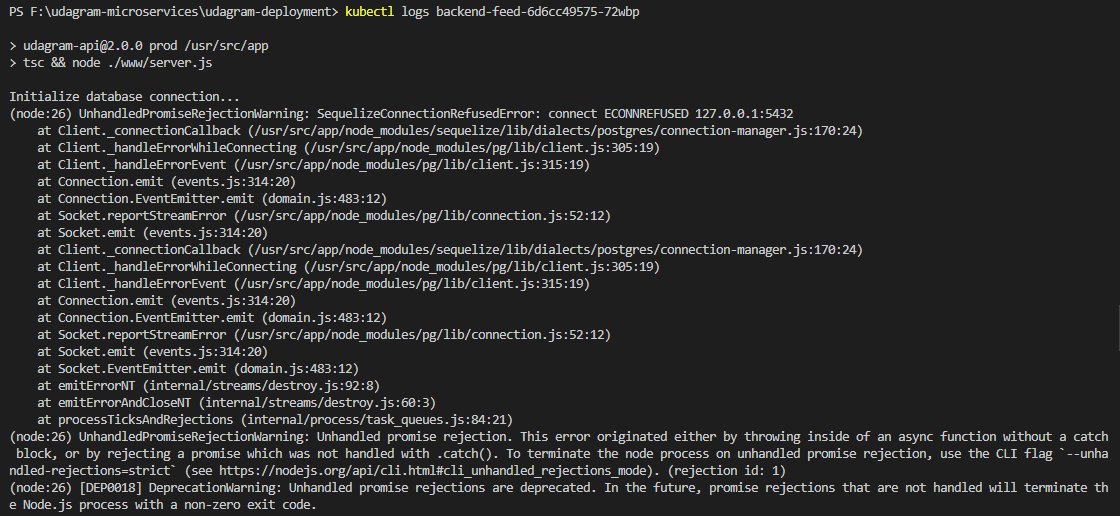 PS F:\udagram-microservices\udagram-deployment> kubectl logs backend-feed-6d6cc49575-72wbp
> udagram-api@2.0.0 prod /usr/src/app
> tsc && node ./www/server.js
Initialize database connection...
(node:26) UnhandledPromiseRejectionWarning: SequelizeConnectionRefusedError: connect ECONNREFUSED 127.0.0.1:5432
    at Client._connectionCallback (/usr/src/app/node_modules/sequelize/lib/dialects/postgres/connection-manager.js:170:24)
    at Client._handleErrorWhileConnecting (/usr/src/app/node_modules/pg/lib/client.js:305:19)
    at Client._handleErrorEvent (/usr/src/app/node_modules/pg/lib/client.js:315:19)
    at Connection.emit (events.js:314:20)
    at Connection.EventEmitter.emit (domain.js:483:12)
    at Socket.reportStreamError (/usr/src/app/node_modules/pg/lib/connection.js:52:12)
    at Socket.emit (events.js:314:20)
    at Client._connectionCallback (/usr/src/app/node_modules/sequelize/lib/dialects/postgres/connection-manager.js:170:24)
    at Client._handleErrorWhileConnecting (/usr/src/app/node_modules/pg/lib/client.js:305:19)
    at Client._handleErrorEvent (/usr/src/app/node_modules/pg/lib/client.js:315:19)
    at Connection.emit (events.js:314:20)
    at Connection.EventEmitter.emit (domain.js:483:12)
    at Socket.reportStreamError (/usr/src/app/node_modules/pg/lib/connection.js:52:12)
    at Socket.emit (events.js:314:20)
    at Socket.EventEmitter.emit (domain.js:483:12)
    at emitErrorNT (internal/streams/destroy.js:92:8)
    at emitErrorAndCloseNT (internal/streams/destroy.js:60:3)
    at processTicksAndRejections (internal/process/task_queues.js:84:21)
(node:26) UnhandledPromiseRejectionWarning: Unhandled promise rejection. This error originated either by throwing inside of an async function without a catch
 block, or by rejecting a promise which was not handled with .catch(). To terminate the node process on unhandled promise rejection, use the CLI flag `--unha
ndled-rejections=strict` (see https://nodejs.org/api/cli.html#cli_unhandled_rejections_mode). (rejection id: 1)
(node:26) [DEP0018] DeprecationWarning: Unhandled promise rejections are deprecated. In the future, promise rejections that are not handled will terminate th
e Node.js process with a non-zero exit code.